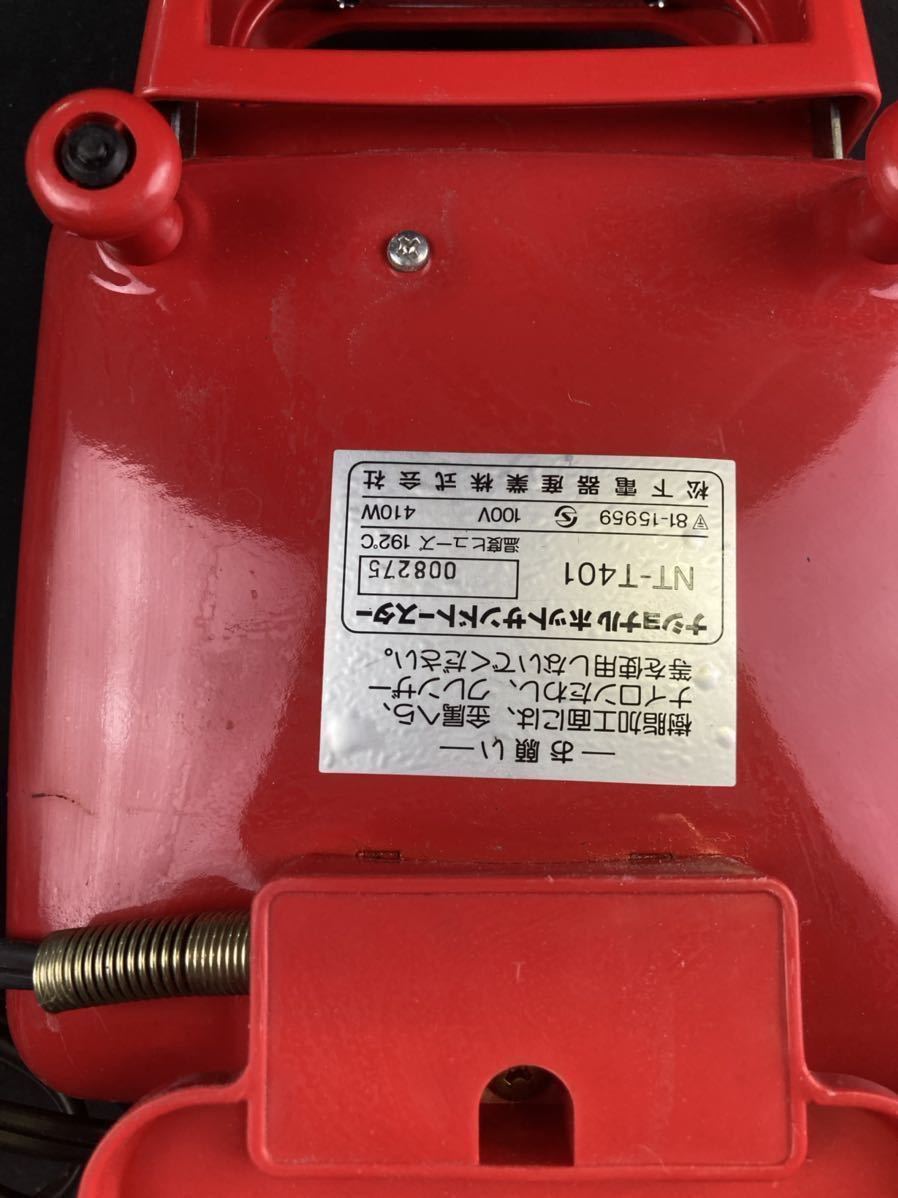 ―お願い―
樹脂加工面には、金属へら、
ナイロンたわし、クレンザー
等を使用しないでください。
ナショナルホットサンドトースター
NT-T401 008275
温度ヒューズ 192℃
81-15959 100V 410W
松下電器産業株式会社